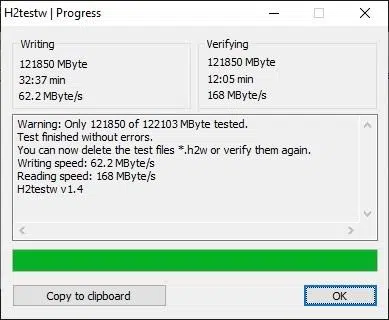 H2testw | Progress
Writing
121850 MByte
32:37 min
62.2 MByte/s
Verifying
121850 MByte
12:05 min
168 MByte/s
Warning: Only 121850 of 122103 MByte tested.
Test finished without errors.
You can now delete the test files *.h2w or verify them again.
Writing speed: 62.2 MByte/s
Reading speed: 168 MByte/s
H2testw v1.4
Copy to clipboard
OK